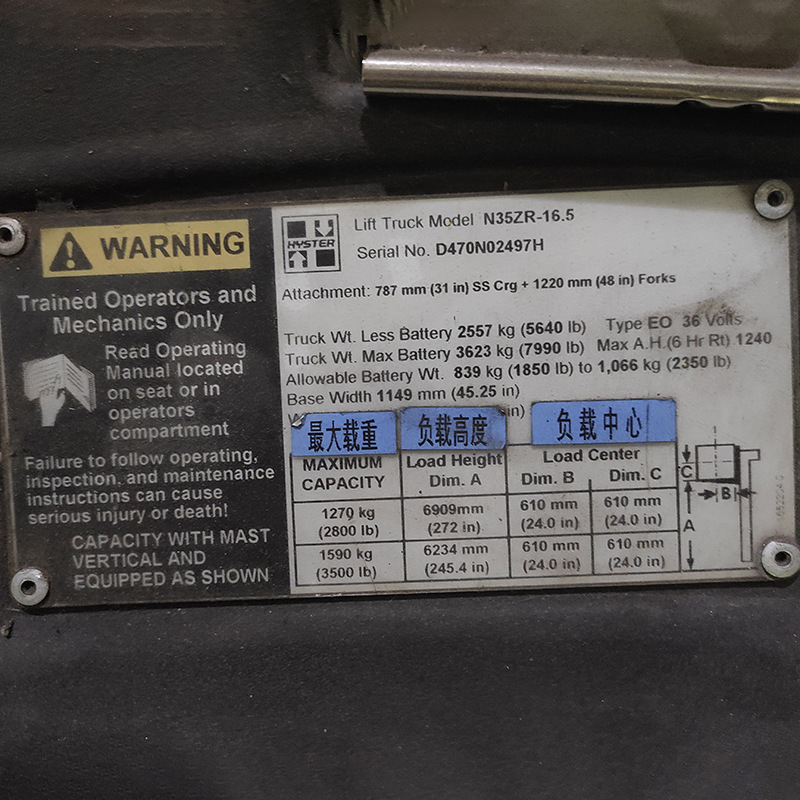 WARNING
Trained Operators and
Mechanics Only
Read Operating
Manual located
on seat or in
operators
compartment
Failure to follow operating,
inspection, and maintenance
instructions can cause
serious injury or death!
CAPACITY WITH MAST
VERTICAL AND
EQUIPPED AS SHOWN
HYSTER
Lift Truck Model N35ZR-16.5
Serial No. D470N02497H
Attachment: 787 mm (31 in) SS Crg + 1220 mm (48 in) Forks
Truck Wt. Less Battery 2557 kg (5640 lb) Type EO 36 Volts
Truck Wt. Max Battery 3623 kg (7990 lb) Max A.H.(6 Hr Rt) 1240
Allowable Battery Wt. 839 kg (1850 lb) to 1,066 kg (2350 lb)
Base Width 1149 mm (45.25 in)
in)
最大载重 负载高度 负载中心
MAXIMUM CAPACITY Load Height Dim. A Load Center Dim. B Dim. C
1270 kg 6909mm 610 mm 610 mm
(2800 lb) (272 in) (24.0 in) (24.0 in)
1590 kg 6234 mm 610 mm 610 mm
(3500 lb) (245.4 in) (24.0 in) (24.0 in)
C
B
A